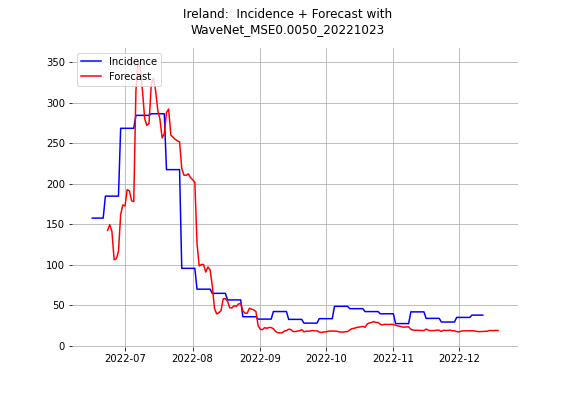 Ireland:  Incidence + Forecast with
WaveNet_MSE0.0050_20221023
Incidence
Forecast
350
300
250
200
150
100
50
0
2022-07 2022-08 2022-09 2022-10 2022-11 2022-12